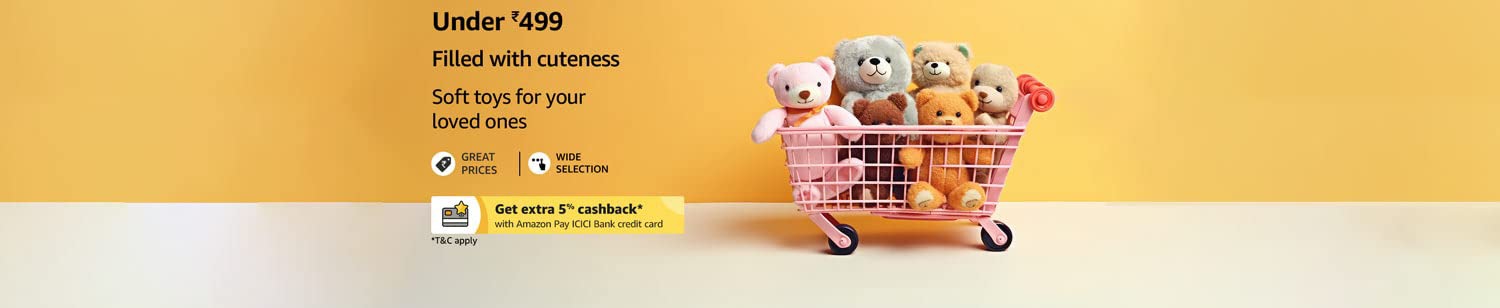 Under ₹499
Filled with cuteness
Soft toys for your
loved ones
GREAT
PRICES
WIDE
SELECTION
Get extra 5% cashback*
with Amazon Pay ICICI Bank credit card
*T&C apply